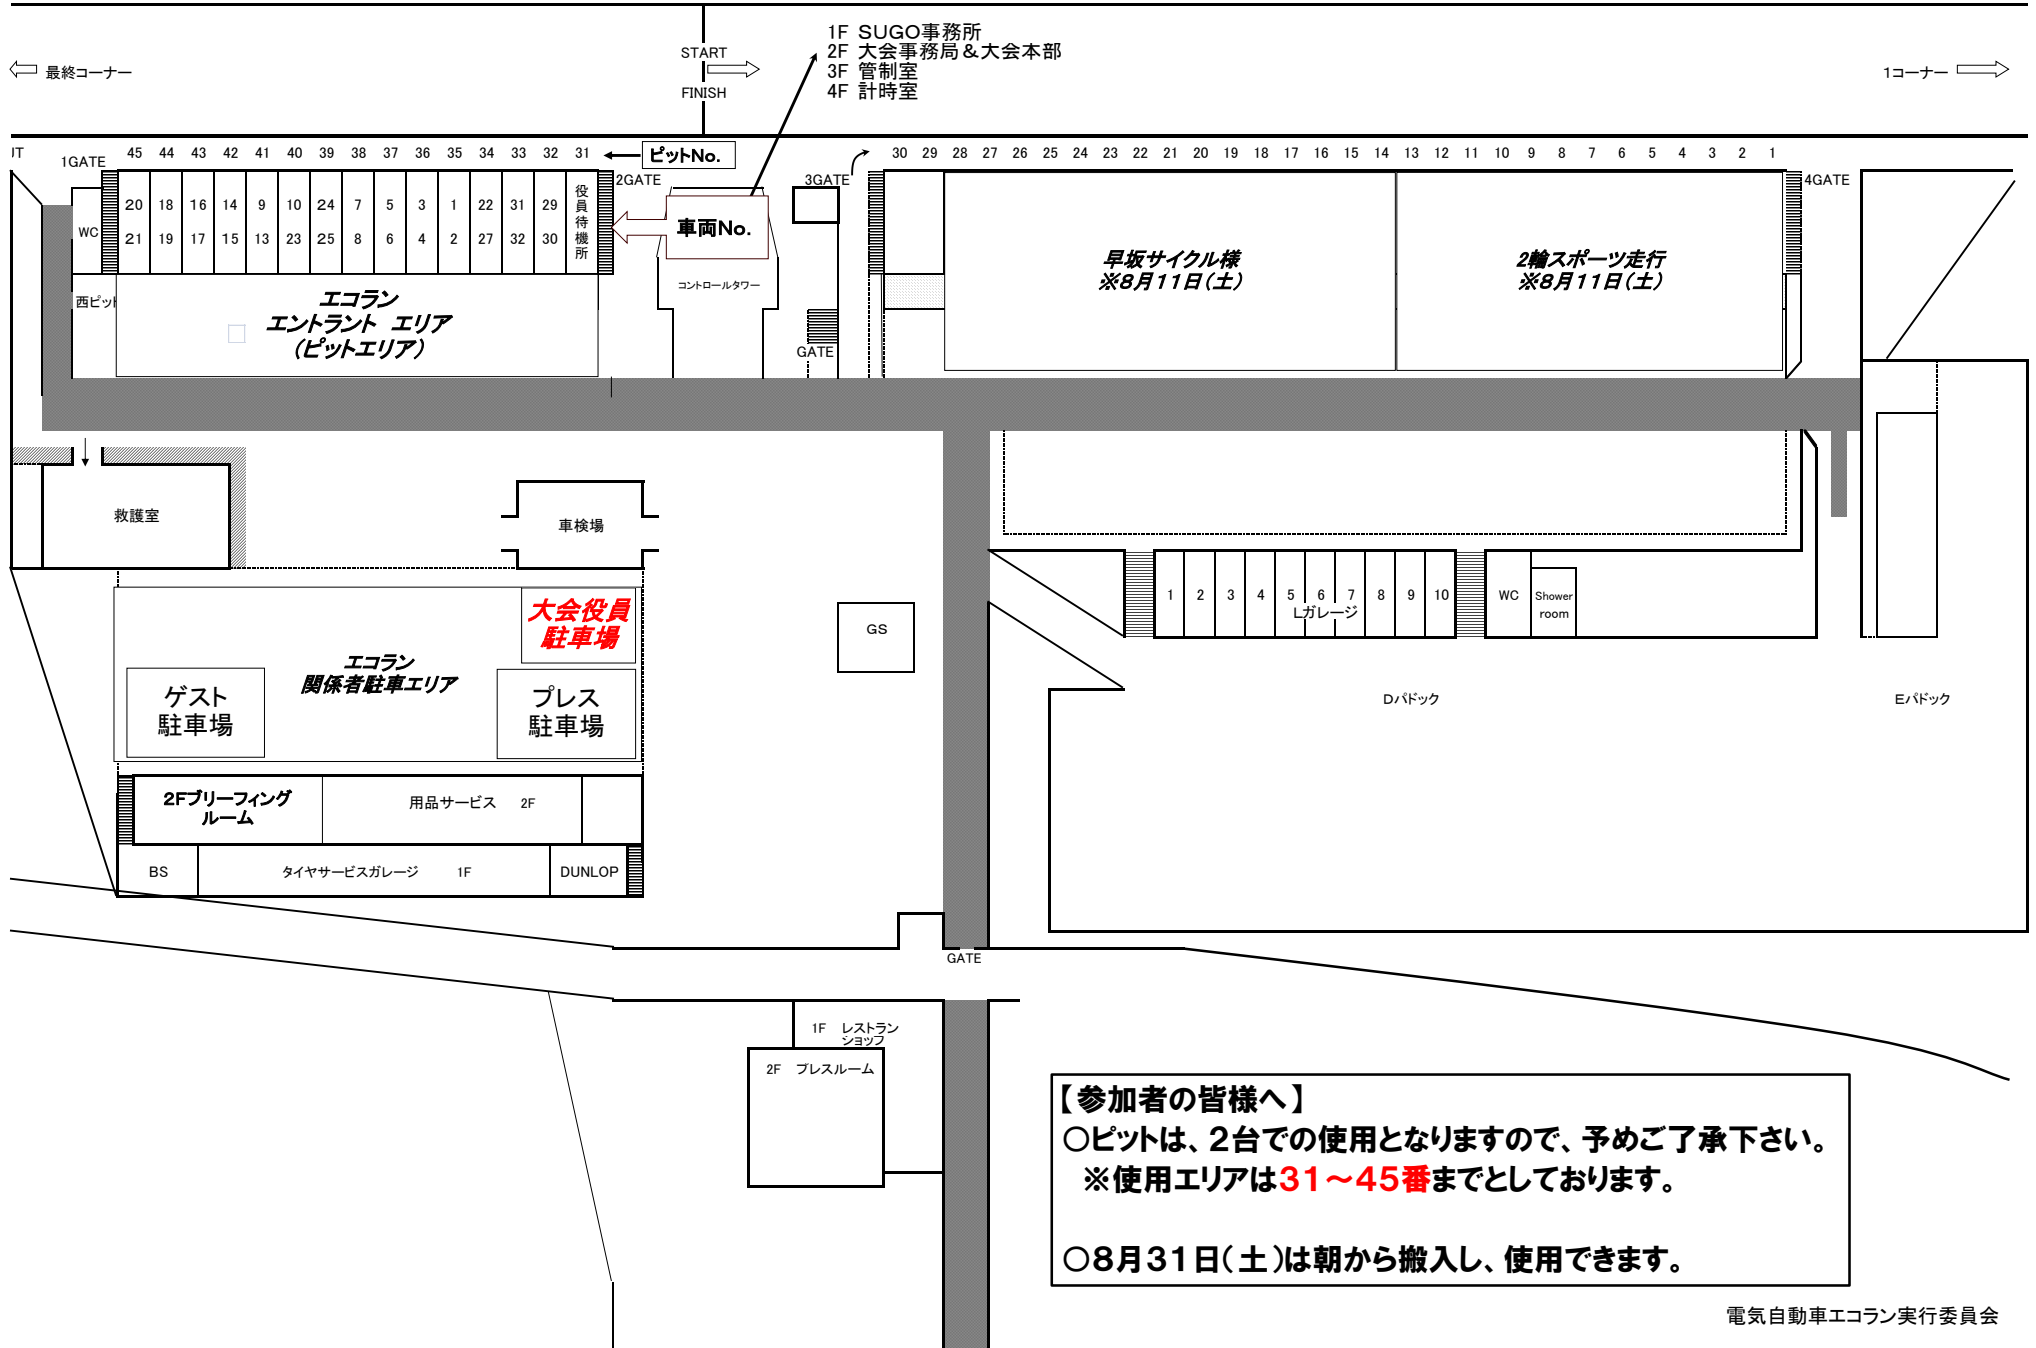 1F SUGO事務所
2F 大会事務局＆大会本部
3F 管制室
4F 計時室
START
FINISH
最終コーナー
1コーナー
1GATE
45 44 43 42 41 40 39 38 37 36 35 34 33 32 31
ピットNo.
30 29 28 27 26 25 24 23 22 21 20 19 18 17 16 15 14 13 12 11 10 9 8 7 6 5 4 3 2 1
2GATE
3GATE
4GATE
WC
20 18 16 14 9 10 24 7 5 3 1 22 31 29
21 19 17 15 13 23 25 8 6 4 2 27 32 30
役員待機所
車両No.
コントロールタワー
西ピット
エコラン
エントラント エリア
（ピットエリア）
GATE
早坂サイクル様
※8月11日(土)
2輪スポーツ走行
※8月11日(土)
救護室
車検場
大会役員
駐車場
エコラン
関係者駐車エリア
ゲスト
駐車場
プレス
駐車場
GS
1 2 3 4 5 6 7 8 9 10
Lガレージ
WC
Shower
room
Dパドック
Eパドック
2Fブリーフィング
ルーム
用品サービス 2F
BS
タイヤサービスガレージ 1F
DUNLOP
GATE
1F レストラン
ショップ
2F プレスルーム
【参加者の皆様へ】
○ピットは、2台での使用となりますので、予めご了承下さい。
※使用エリアは31～45番までとしております。
○8月31日(土)は朝から搬入し、使用できます。
電気自動車エコラン実行委員会